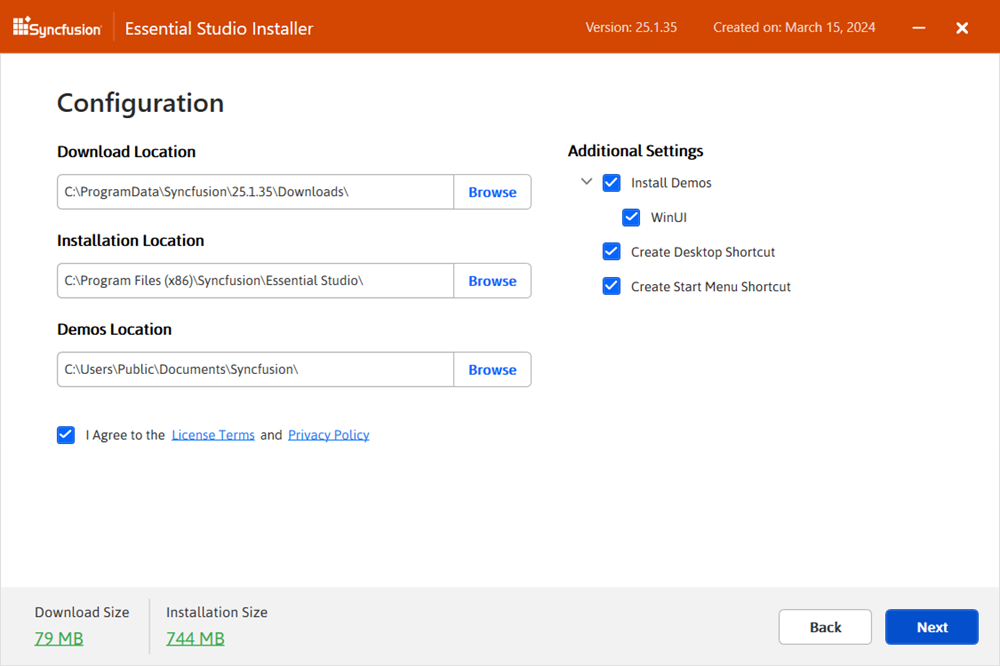 Syncfusion
Essential Studio Installer
Version: 25.1.35
Created on: March 15, 2024
Configuration
Download Location
C:\ProgramData\Syncfusion\25.1.35\Downloads\
Browse
Installation Location
C:\Program Files (x86)\Syncfusion\Essential Studio\
Browse
Demos Location
C:\Users\Public\Documents\Syncfusion\
Browse
I Agree to the License Terms and Privacy Policy
Additional Settings
Install Demos
WinUI
Create Desktop Shortcut
Create Start Menu Shortcut
Download Size
79 MB
Installation Size
744 MB
Back
Next